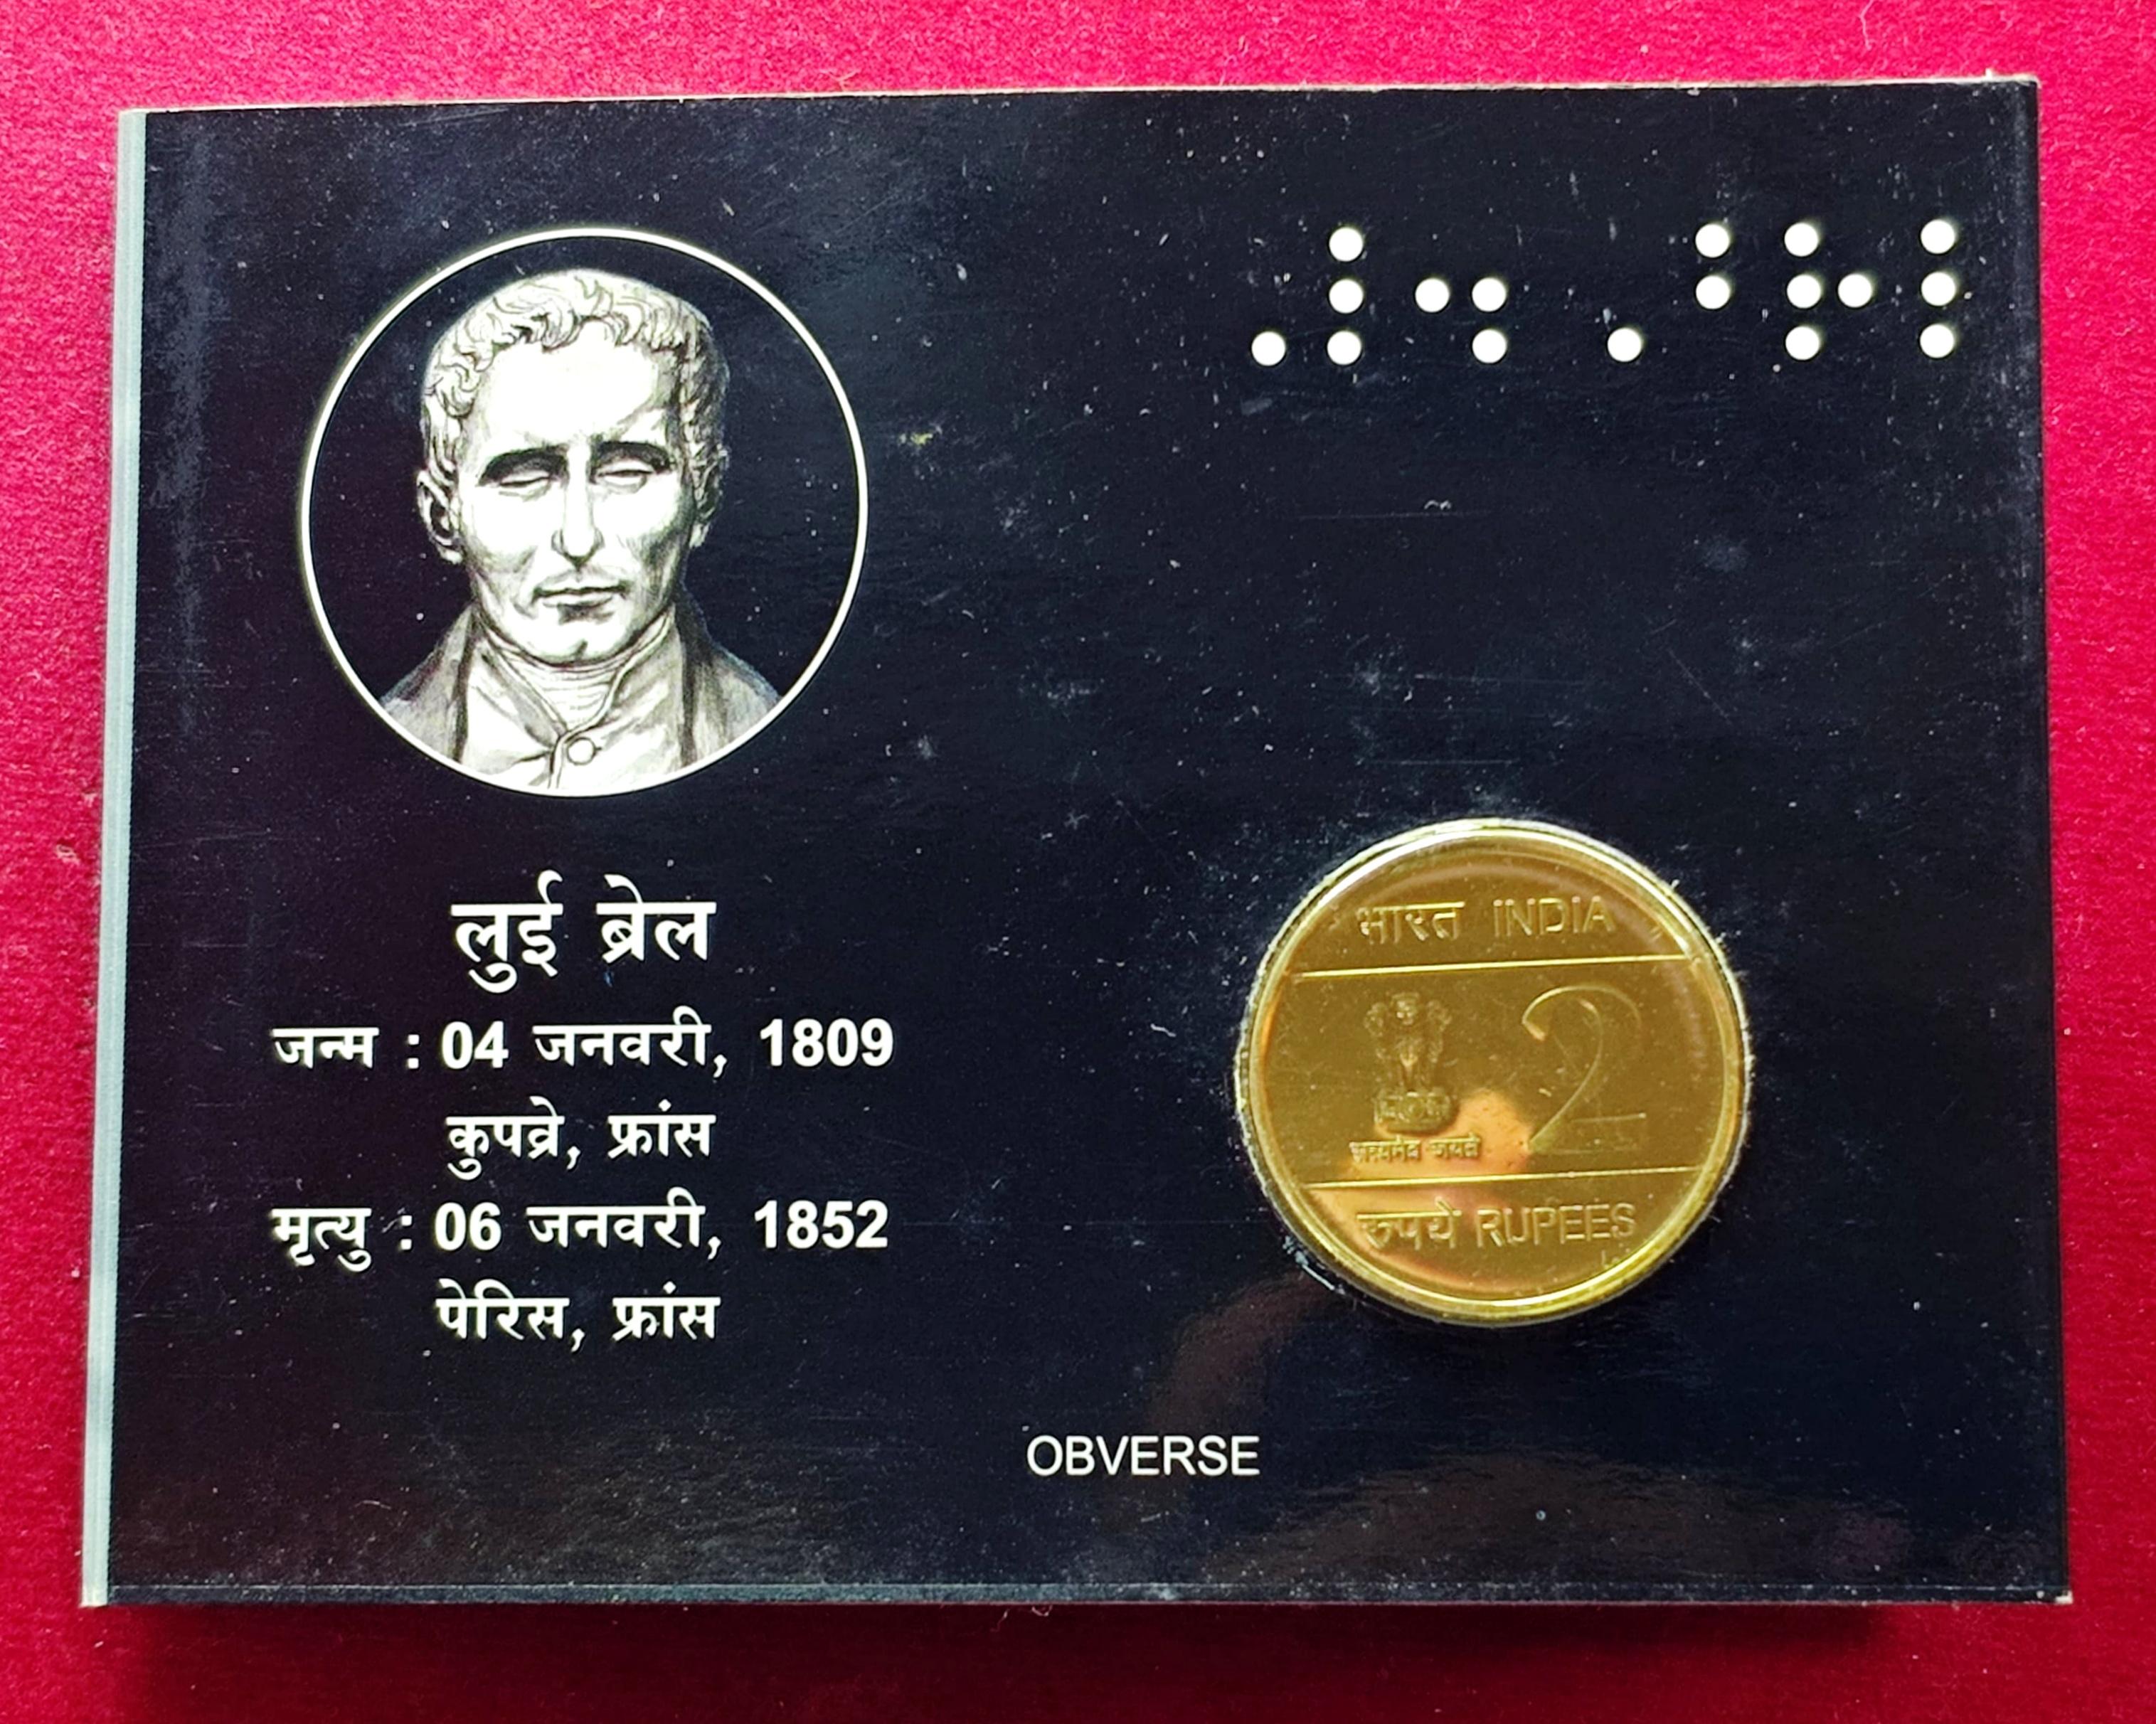 ⠠⠇⠲ ⠠⠃⠗⠇
लुई ब्रेल
जन्म : 04 जनवरी, 1809
कुपव्रे, फ्रांस
मृत्यु : 06 जनवरी, 1852
पेरिस, फ्रांस
भारत INDIA
2
सत्यमेव जयते
रुपये RUPEES
OBVERSE